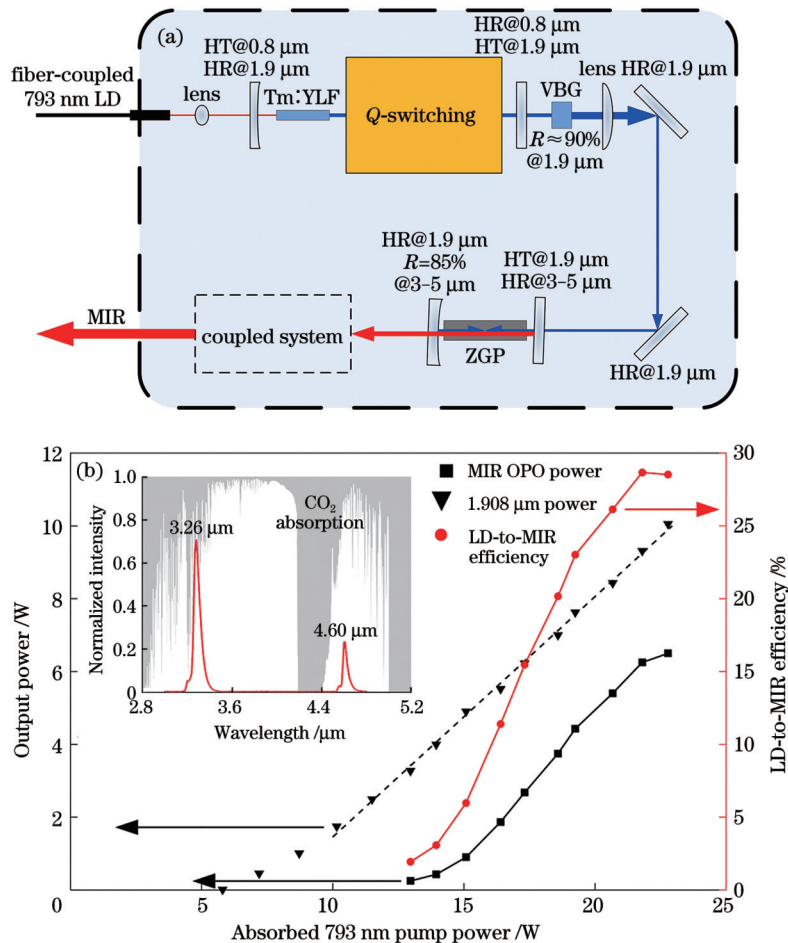 (a)
HT@0.8 μm
HR@1.9 μm
HR@0.8 μm
HT@1.9 μm
fiber-coupled
793 nm LD
lens
Tm:YLF
Q-switching
VBG
lens
HR@1.9 μm
R≈90%
@1.9 μm
HR@1.9 μm
R=85%
@3-5 μm
HT@1.9 μm
HR@3-5 μm
MIR
coupled system
ZGP
HR@1.9 μm
(b)
12
10
8
6
4
2
0
Output power /W
30
25
20
15
10
5
0
LD-to-MIR efficiency /%
MIR OPO power
1.908 μm power
LD-to-MIR
efficiency
1.0
0.8
0.6
0.4
0.2
0
Normalized intensity
CO2
absorption
3.26 μm
4.60 μm
2.8 3.6 4.4 5.2
Wavelength /μm
0 5 10 15 20 25
Absorbed 793 nm pump power /W